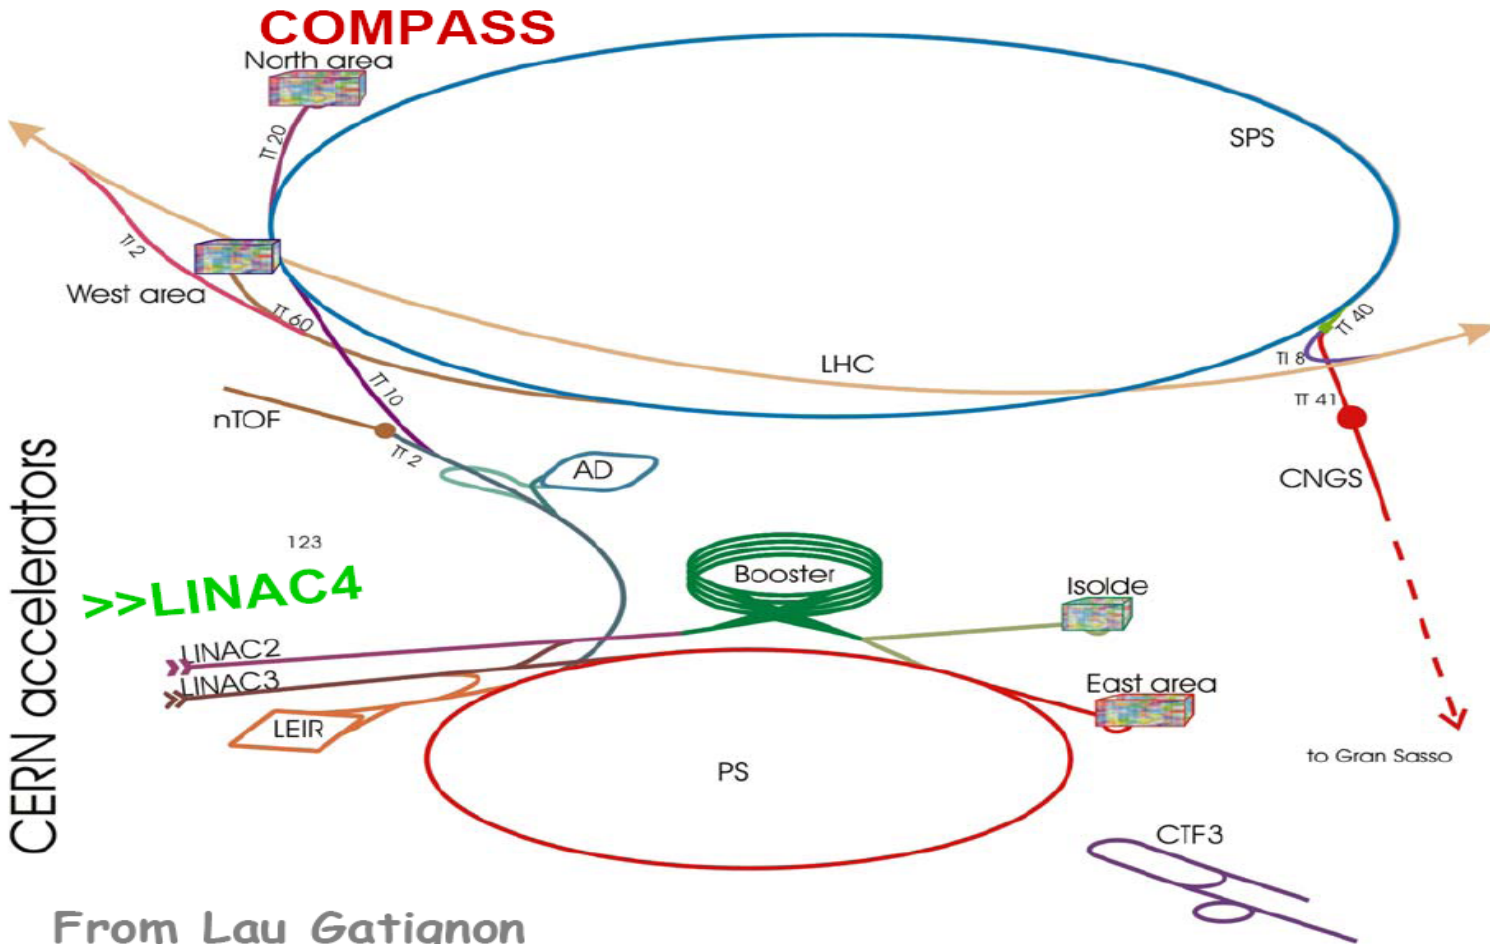 COMPASS
North area
SPS
TT 20
TI 2
West area
TT 60
TT 40
TI 8
LHC
TT 10
TT 41
nTOF
TT 2
AD
CNGS
CERN accelerators
123
>>LINAC4
Booster
Isolde
LINAC2
LINAC3
East area
LEIR
PS
to Gran Sasso
CTF3
From Lau Gatignon